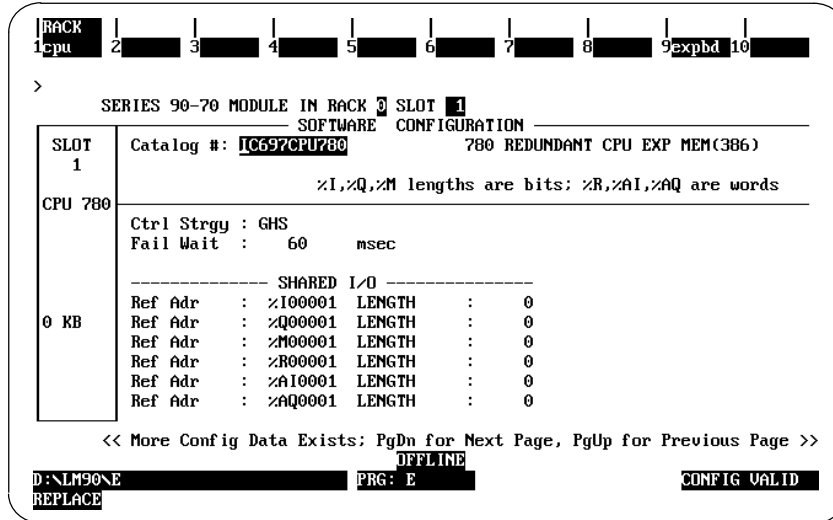 RACK
1cpu 2 3 4 5 6 7 8 9expbd 10
>
SERIES 90-70 MODULE IN RACK 0 SLOT 1
SOFTWARE CONFIGURATION
SLOT Catalog #: IC697CPU780 780 REDUNDANT CPU EXP MEM(386)
1
%I,%Q,%M lengths are bits; %R,%AI,%AQ are words
CPU 780
Ctrl Strgy : GHS
Fail Wait : 60 msec
-------------- SHARED I/O ---------------
Ref Adr : %I00001 LENGTH : 0
0 KB Ref Adr : %Q00001 LENGTH : 0
Ref Adr : %M00001 LENGTH : 0
Ref Adr : %R00001 LENGTH : 0
Ref Adr : %AI0001 LENGTH : 0
Ref Adr : %AQ0001 LENGTH : 0
<< More Config Data Exists; PgDn for Next Page, PgUp for Previous Page >>
OFFLINE
D:\LM90\E PRG: E CONFIG VALID
REPLACE